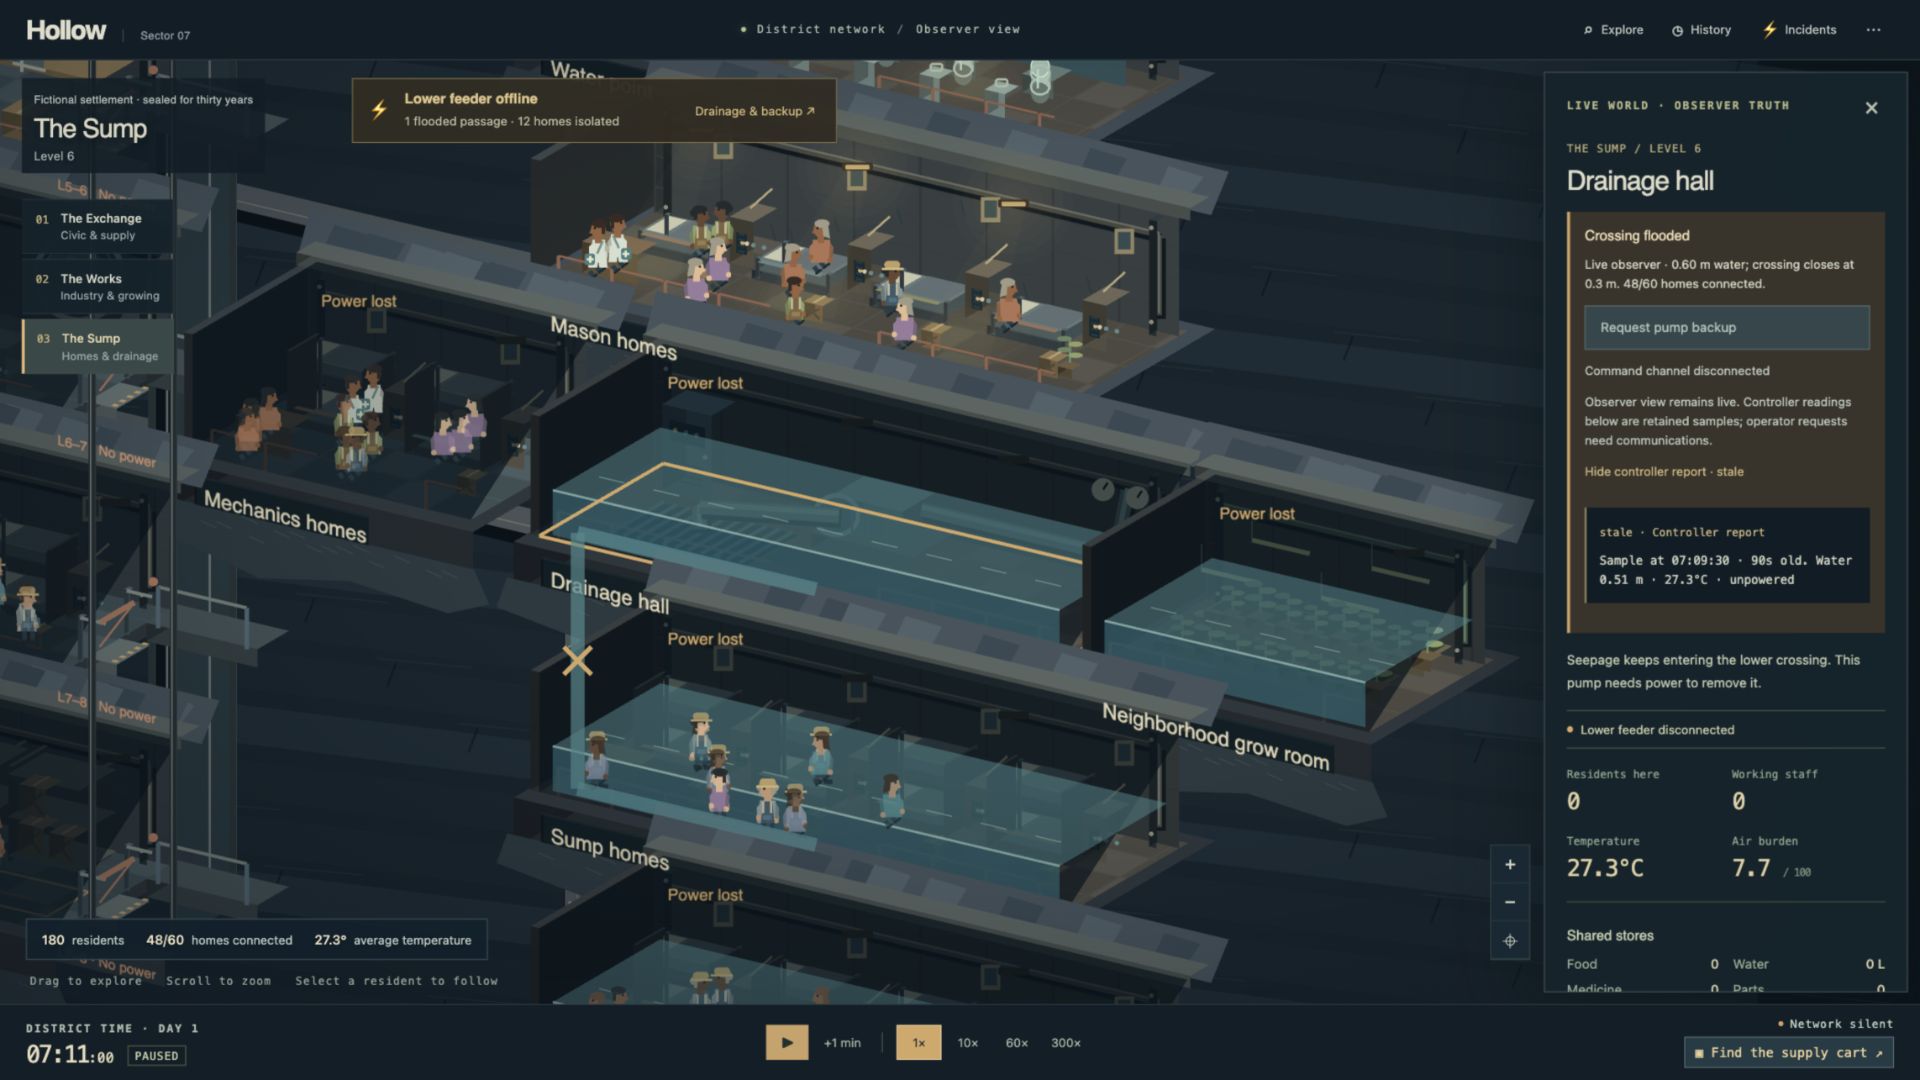 Hollow
Sector 07
District network / Observer view
Explore
History
Incidents
Fictional settlement · sealed for thirty years
The Sump
Level 6
Lower feeder offline
1 flooded passage · 12 homes isolated
Drainage & backup ↗
01 The Exchange
Civic & supply
02 The Works
Industry & growing
03 The Sump
Homes & drainage
Water point
L5–6 No
L6–7 No power
L7–8 No power
No power
Power lost
Mechanics homes
Mason homes
Power lost
Drainage hall
Power lost
Neighborhood grow room
Power lost
Sump homes
Power lost
180 residents 48/60 homes connected 27.3° average temperature
Drag to explore Scroll to zoom Select a resident to follow
LIVE WORLD · OBSERVER TRUTH
THE SUMP / LEVEL 6
Drainage hall
Crossing flooded
Live observer · 0.60 m water; crossing closes at
0.3 m. 48/60 homes connected.
Request pump backup
Command channel disconnected
Observer view remains live. Controller readings
below are retained samples; operator requests
need communications.
Hide controller report · stale
stale · Controller report
Sample at 07:09:30 · 90s old. Water
0.51 m · 27.3°C · unpowered
Seepage keeps entering the lower crossing. This
pump needs power to remove it.
Lower feeder disconnected
Residents here Working staff
0 0
Temperature Air burden
27.3°C 7.7 / 100
Shared stores
Food 0 Water 0 L
Medicine 0 Parts 0
+
−
DISTRICT TIME · DAY 1
07:11:00 PAUSED
+1 min
1× 10× 60× 300×
Network silent
Find the supply cart ↗